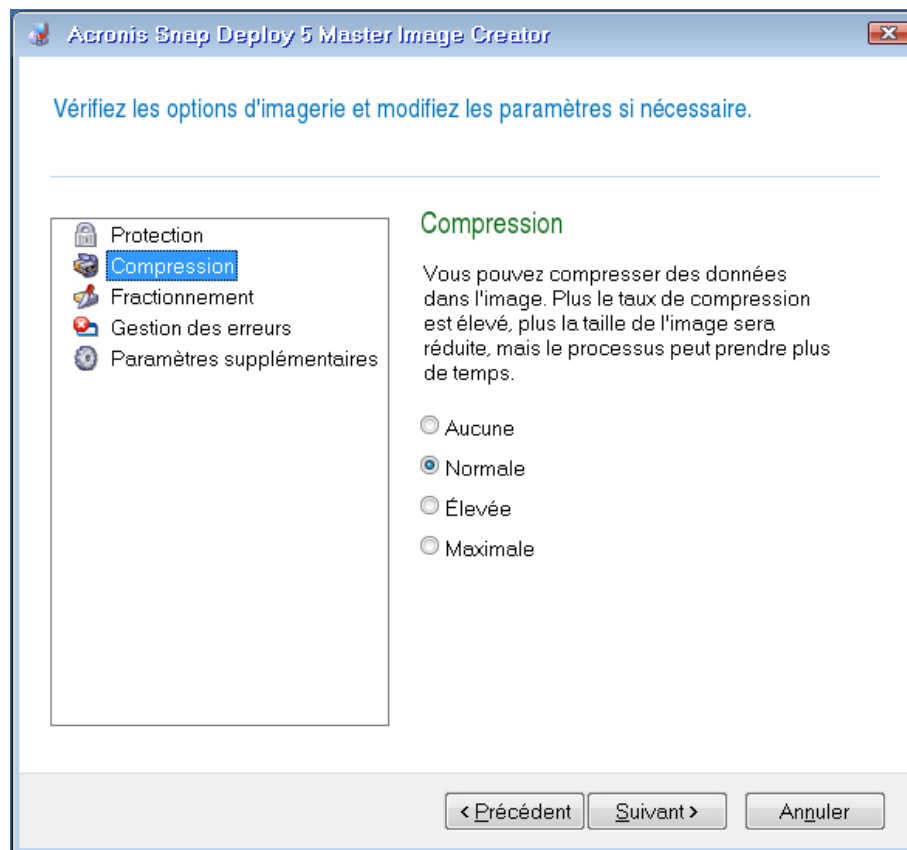 Acronis Snap Deploy 5 Master Image Creator
Vérifiez les options d'imagerie et modifiez les paramètres si nécessaire.
Protection
Compression
Fractionnement
Gestion des erreurs
Paramètres supplémentaires
Compression
Vous pouvez compresser des données
dans l'image. Plus le taux de compression
est élevé, plus la taille de l'image sera
réduite, mais le processus peut prendre plus
de temps.
Aucune
Normale
Élevée
Maximale
< Précédent
Suivant >
Annuler